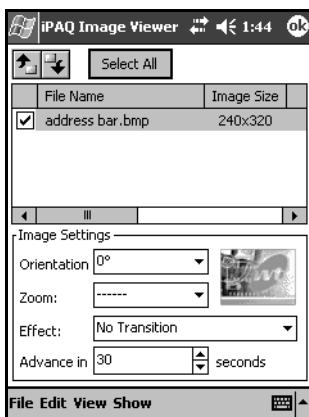 iPAQ Image Viewer 1:44 ok
Select All
File Name Image Size
address bar.bmp 240x320
Image Settings
Orientation 0°
Zoom: ------
Effect: No Transition
Advance in 30 seconds
File Edit View Show